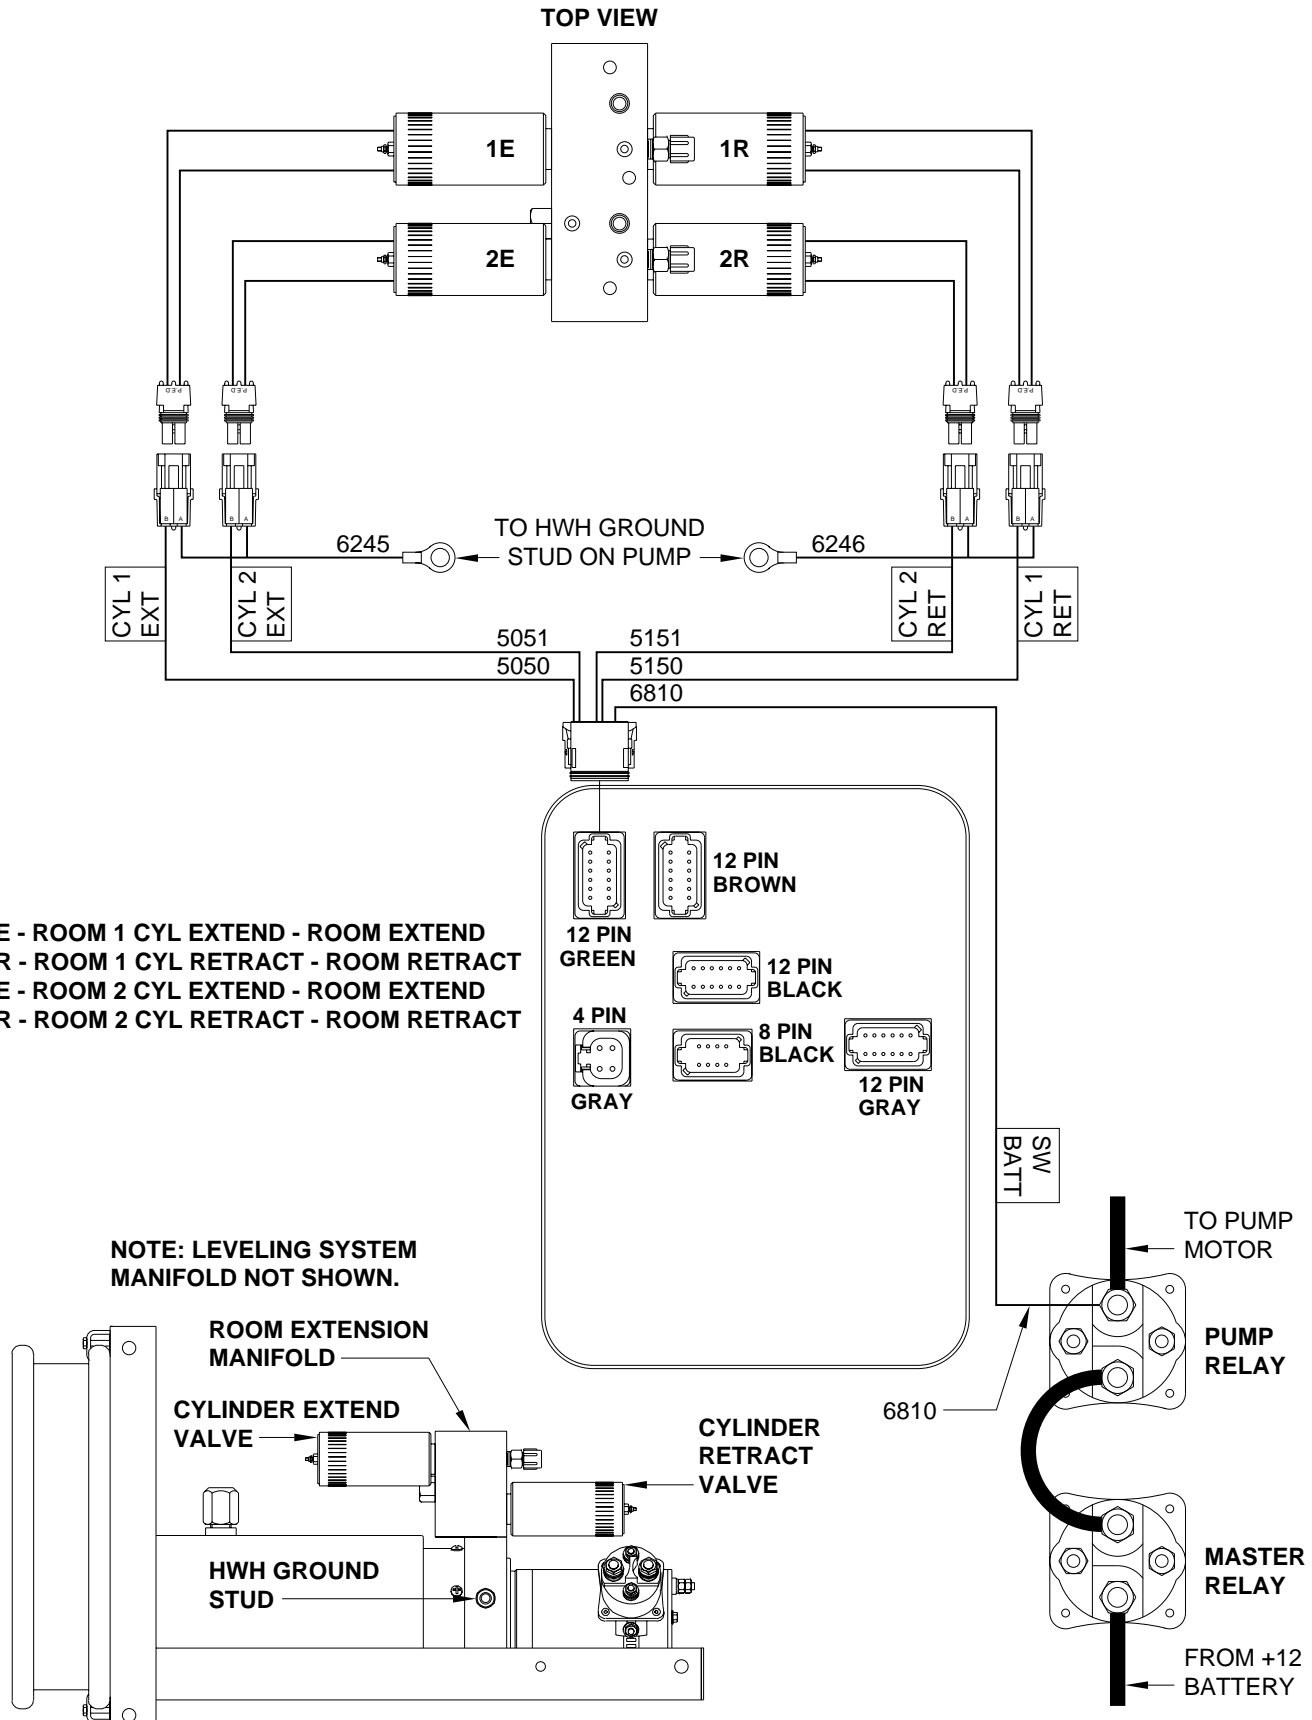 TOP VIEW
1E
1R
2E
2R
P.E.D
P.E.D
P.E.D
P.E.D
B A
B A
B A
B A
TO HWH GROUND
STUD ON PUMP
6245
6246
CYL 1
EXT
CYL 2
EXT
CYL 2
RET
CYL 1
RET
5051
5050
5151
5150
6810
12 PIN
BROWN
12 PIN
GREEN
E - ROOM 1 CYL EXTEND - ROOM EXTEND
R - ROOM 1 CYL RETRACT - ROOM RETRACT
E - ROOM 2 CYL EXTEND - ROOM EXTEND
R - ROOM 2 CYL RETRACT - ROOM RETRACT
12 PIN
BLACK
4 PIN
GRAY
8 PIN
BLACK
12 PIN
GRAY
SW
BATT
TO PUMP
MOTOR
NOTE: LEVELING SYSTEM
MANIFOLD NOT SHOWN.
ROOM EXTENSION
MANIFOLD
PUMP
RELAY
CYLINDER EXTEND
VALVE
6810
CYLINDER
RETRACT
VALVE
HWH GROUND
STUD
MASTER
RELAY
FROM +12
BATTERY